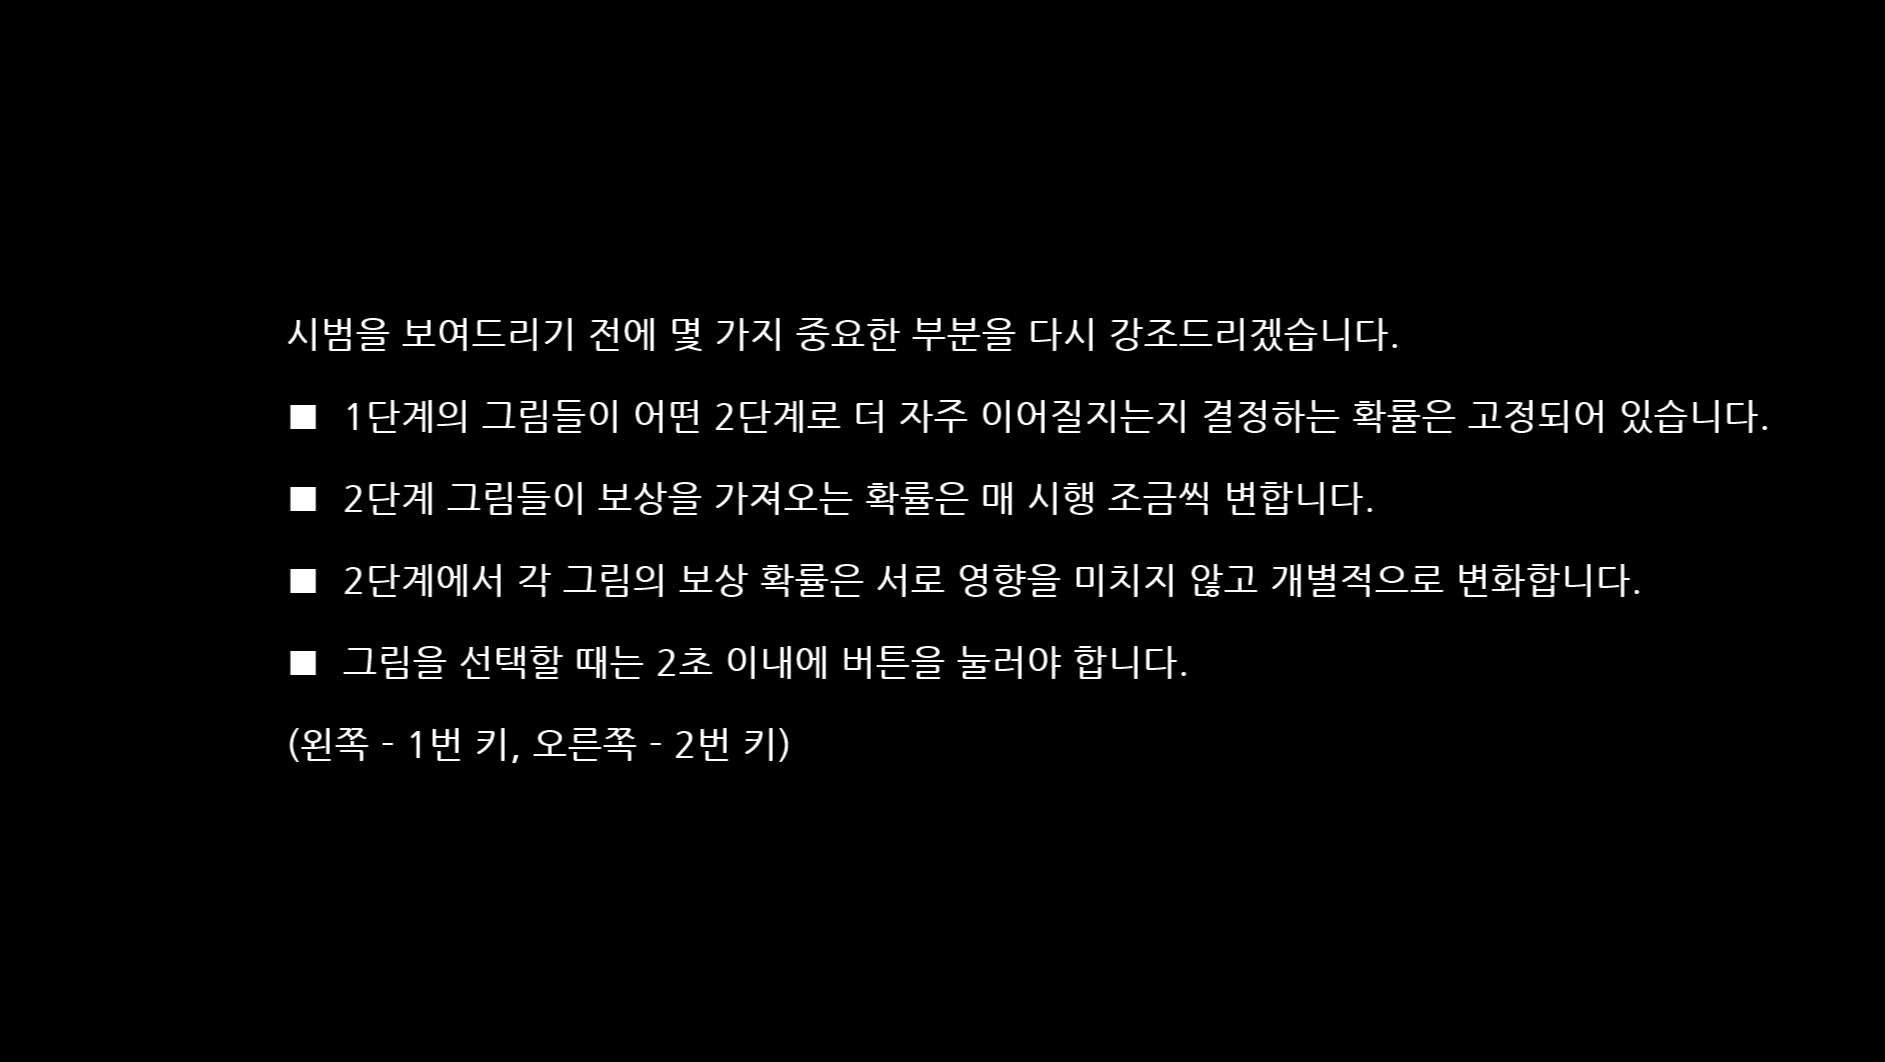 시범을 보여드리기 전에 몇 가지 중요한 부분을 다시 강조드리겠습니다.
■ 1단계의 그림들이 어떤 2단계로 더 자주 이어질지는지 결정하는 확률은 고정되어 있습니다.
■ 2단계 그림들이 보상을 가져오는 확률은 매 시행 조금씩 변합니다.
■ 2단계에서 각 그림의 보상 확률은 서로 영향을 미치지 않고 개별적으로 변화합니다.
■ 그림을 선택할 때는 2초 이내에 버튼을 눌러야 합니다.
(왼쪽 - 1번 키, 오른쪽 - 2번 키)